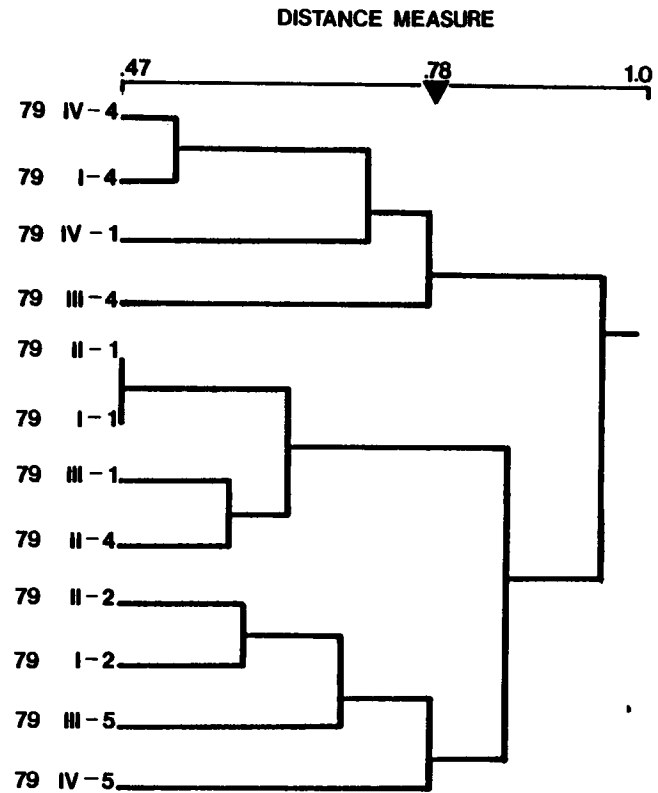 DISTANCE MEASURE
.47 .78 1.0
79 IV-4
79 I-4
79 IV-1
79 III-4
79 II-1
79 I-1
79 III-1
79 II-4
79 II-2
79 I-2
79 III-5
79 IV-5